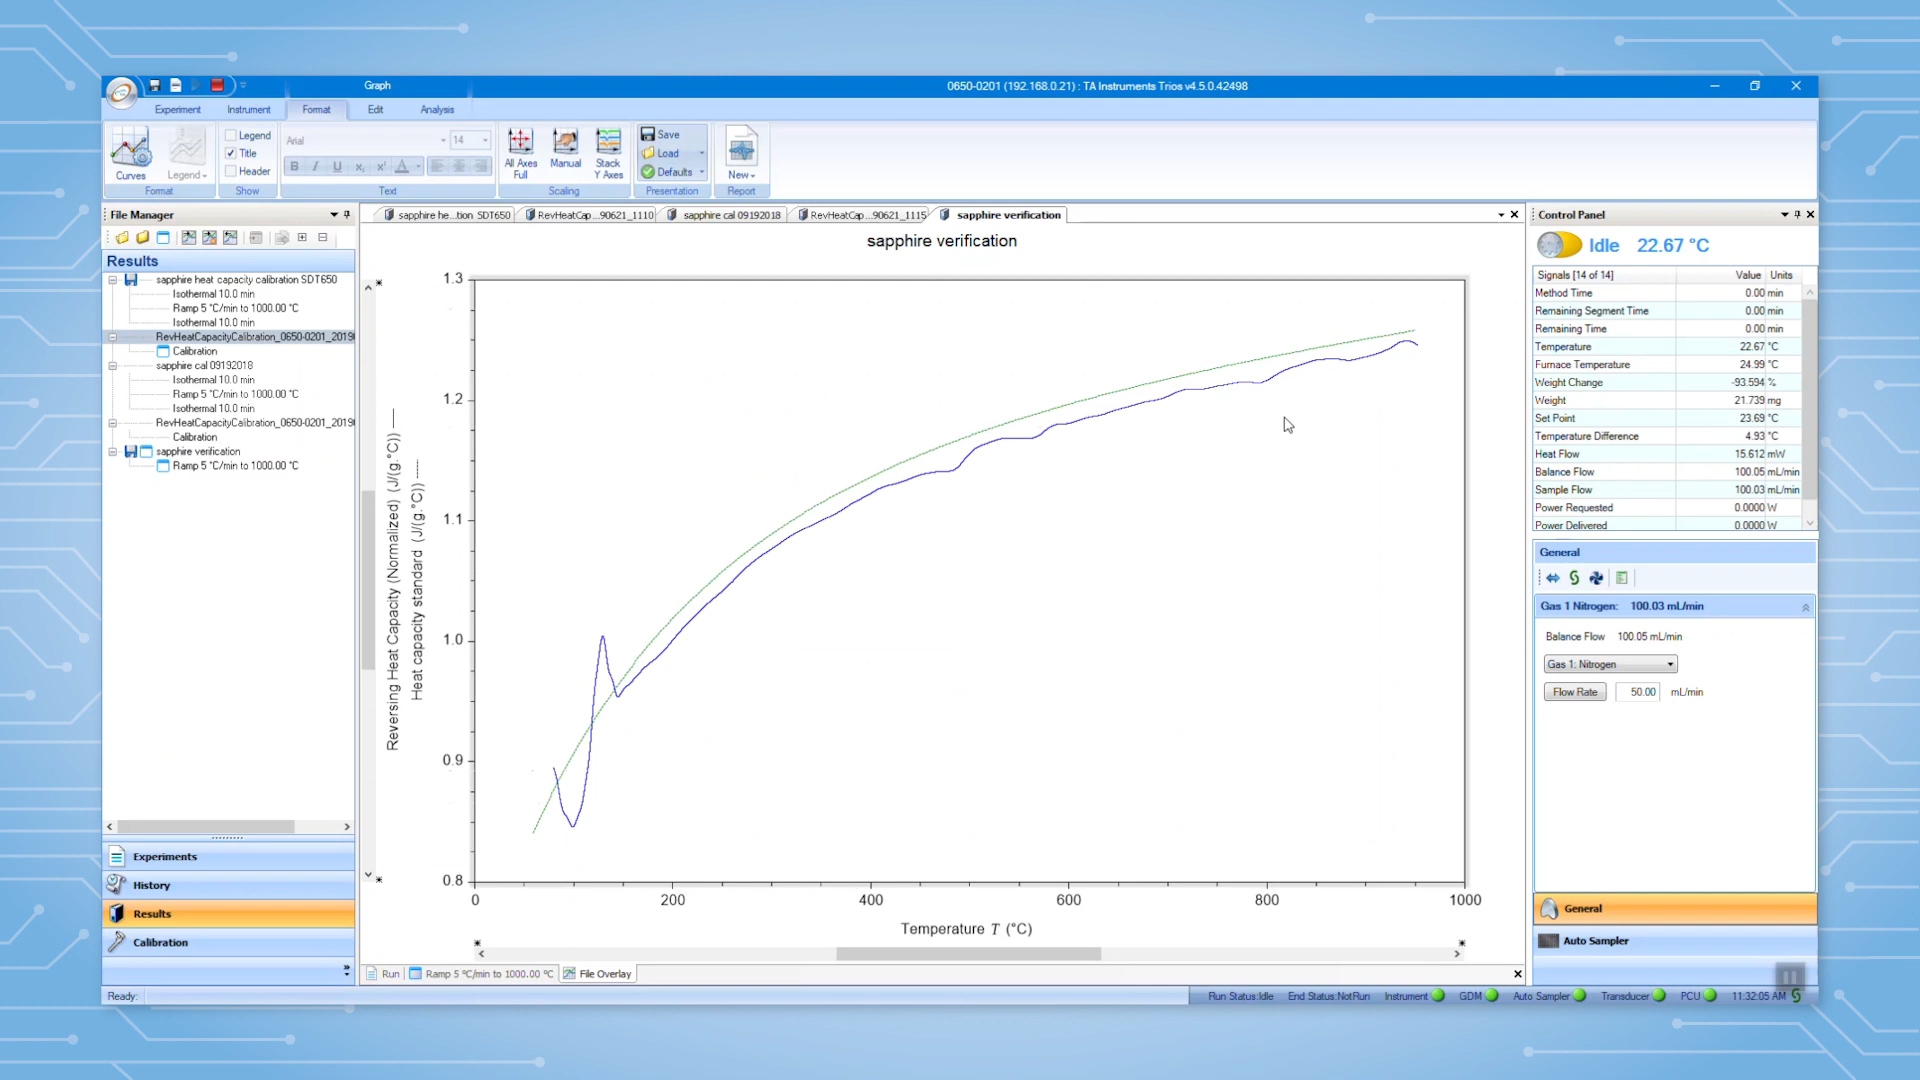 Graph
0650-0201 (192.168.0.21) : TA Instruments Trios v4.5.0.42498
Experiment Instrument Format Edit Analysis
Curves
Legend
Format
Legend
Title
Header
Show
Arial 14
B I U x₁ x¹ A
Text
All Axes Full
Manual
Stack Y Axes
Scaling
Save
Load
Defaults
Presentation
New
Report
File Manager
Results
sapphire heat capacity calibration SDT650
Isothermal 10.0 min
Ramp 5 °C/min to 1000.00 °C
Isothermal 10.0 min
RevHeatCapacityCalibration_0650-0201_2019
Calibration
sapphire cal 09192018
Isothermal 10.0 min
Ramp 5 °C/min to 1000.00 °C
Isothermal 10.0 min
RevHeatCapacityCalibration_0650-0201_2019
Calibration
sapphire verification
Ramp 5 °C/min to 1000.00 °C
Experiments
History
Results
Calibration
Ready:
sapphire he...tion SDT650
RevHeatCap...90621_1110
sapphire cal 09192018
RevHeatCap...90621_1115
sapphire verification
sapphire verification
Reversing Heat Capacity (Normalized) (J/(g·°C)) —
Heat capacity standard (J/(g·°C)) ----
1.3
1.2
1.1
1.0
0.9
0.8
0 200 400 600 800 1000
Temperature T (°C)
Run
Ramp 5 °C/min to 1000.00 °C
File Overlay
Control Panel
Idle 22.67 °C
Signals [14 of 14] Value Units
Method Time 0.00 min
Remaining Segment Time 0.00 min
Remaining Time 0.00 min
Temperature 22.67 °C
Furnace Temperature 24.99 °C
Weight Change -93.594 %
Weight 21.739 mg
Set Point 23.69 °C
Temperature Difference 4.93 °C
Heat Flow 15.612 mW
Balance Flow 100.05 mL/min
Sample Flow 100.03 mL/min
Power Requested 0.0000 W
Power Delivered 0.0000 W
General
Gas 1 Nitrogen: 100.03 mL/min
Balance Flow 100.05 mL/min
Gas 1: Nitrogen
Flow Rate 50.00 mL/min
General
Auto Sampler
Run Status:Idle End Status:NotRun Instrument GDM Auto Sampler Transducer PCU 11:32:05 AM